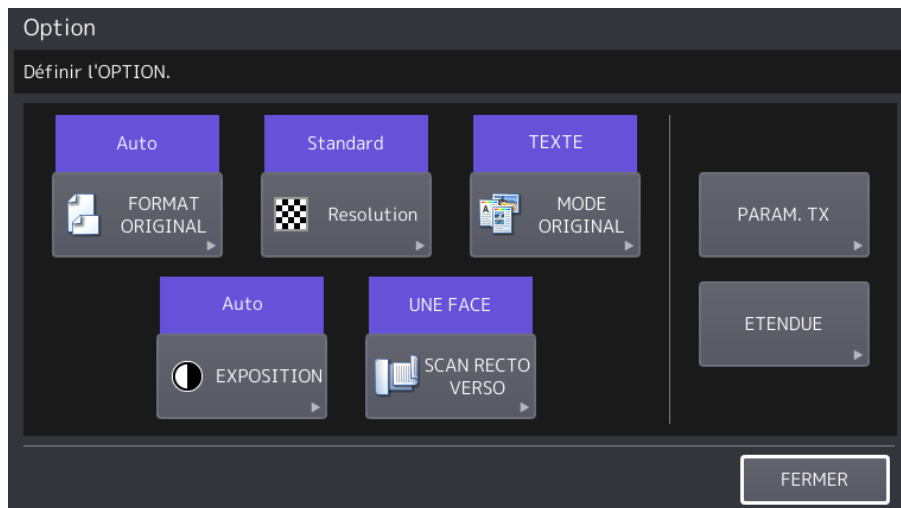 Option
Définir l'OPTION.
Auto
Standard
TEXTE
FORMAT
ORIGINAL
Resolution
MODE
ORIGINAL
PARAM. TX
Auto
UNE FACE
EXPOSITION
SCAN RECTO
VERSO
ETENDUE
FERMER